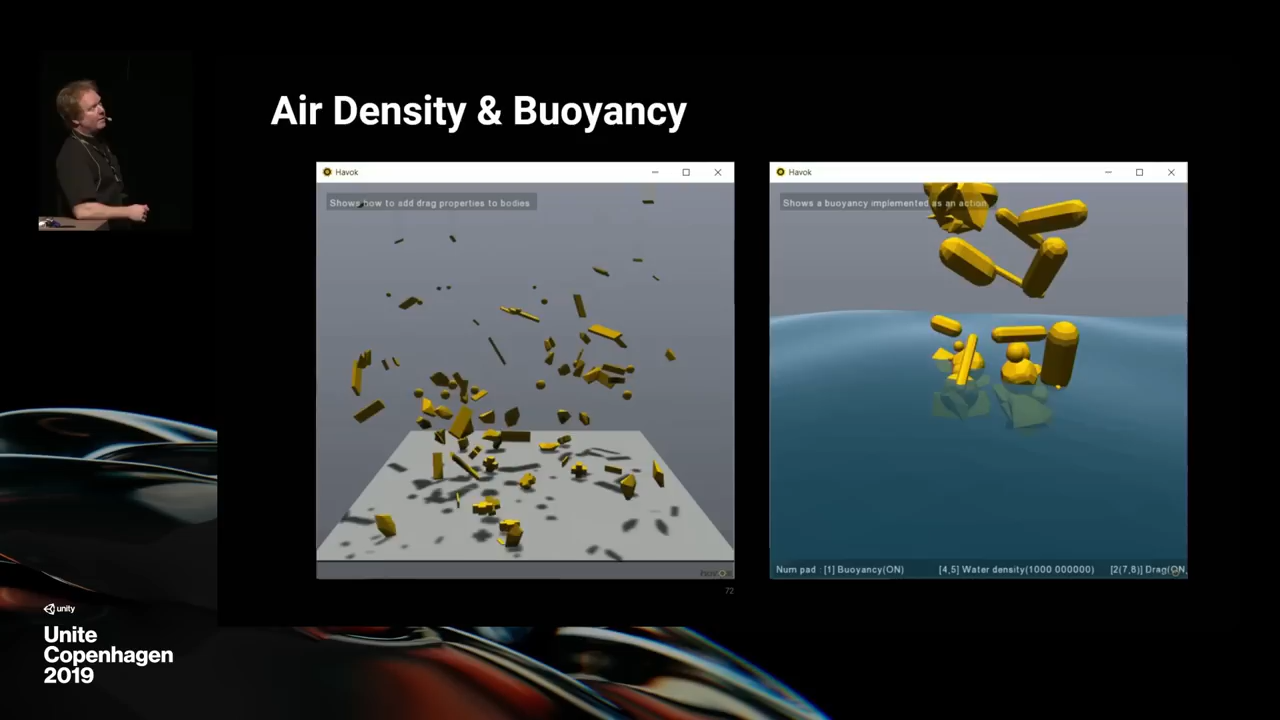 Air Density & Buoyancy
Havok
Shows how to add drag properties to bodies
Havok
Shows a buoyancy implemented as an action
Num pad : [1] Buoyancy(ON) [4,5] Water density(1000 000000) [2(7,8)] Drag(ON,
havok
72
unity
Unite
Copenhagen
2019